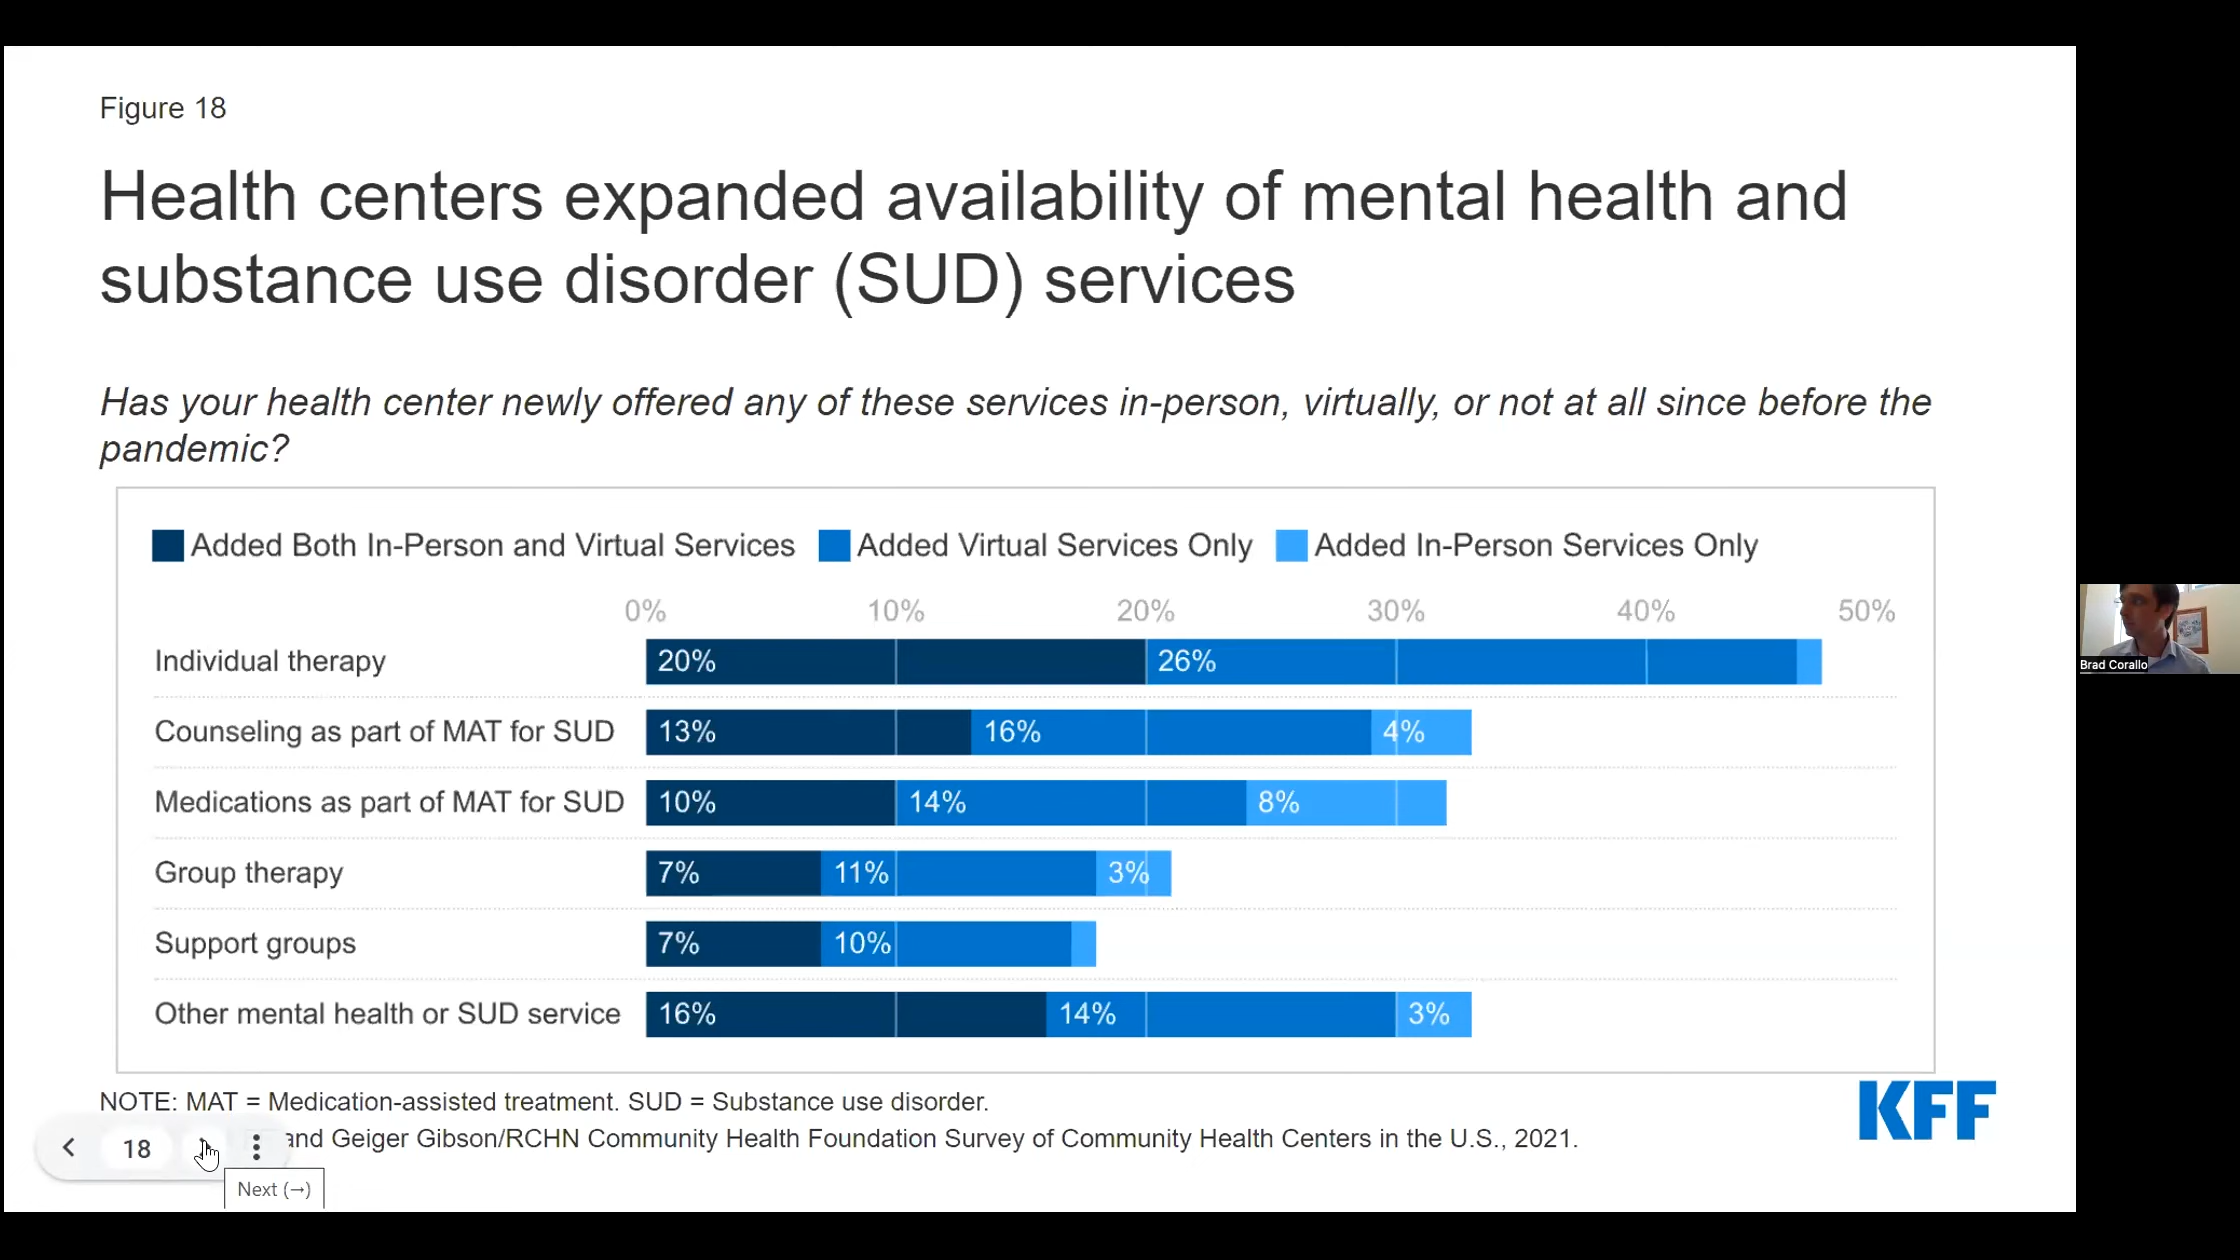 Figure 18
Health centers expanded availability of mental health and
substance use disorder (SUD) services
Has your health center newly offered any of these services in-person, virtually, or not at all since before the
pandemic?
Added Both In-Person and Virtual Services Added Virtual Services Only Added In-Person Services Only
0% 10% 20% 30% 40% 50%
Individual therapy 20% 26%
Counseling as part of MAT for SUD 13% 16% 4%
Medications as part of MAT for SUD 10% 14% 8%
Group therapy 7% 11% 3%
Support groups 7% 10%
Other mental health or SUD service 16% 14% 3%
NOTE: MAT = Medication-assisted treatment. SUD = Substance use disorder.
and Geiger Gibson/RCHN Community Health Foundation Survey of Community Health Centers in the U.S., 2021.
KFF
18
Next (→)
Brad Corallo